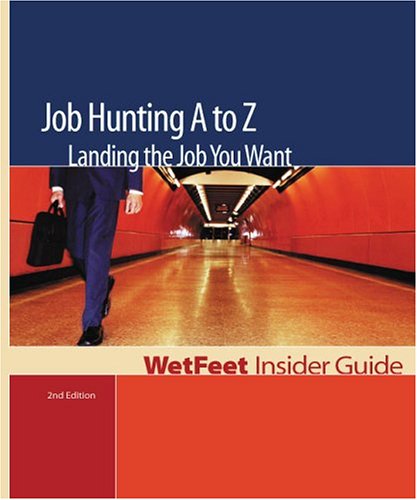 Job Hunting A to Z
Landing the Job You Want
WetFeet Insider Guide
2nd Edition